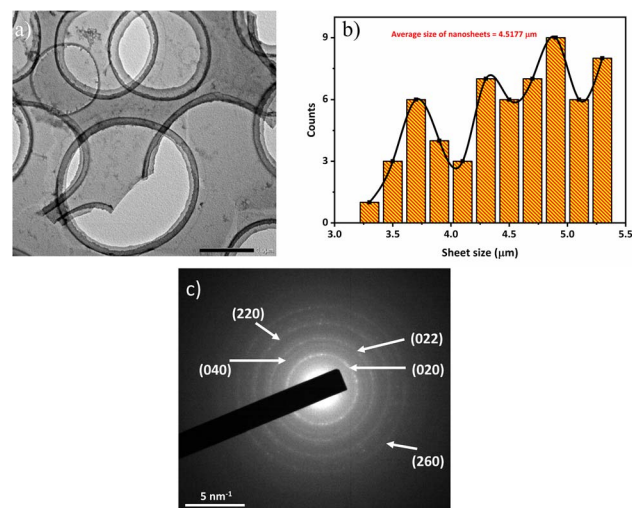 a)
b)
Average size of nanosheets = 4.5177 μm
Counts
9
6
3
0
3.0 3.5 4.0 4.5 5.0 5.5
Sheet size (μm)
c)
(220)
(022)
(040)
(020)
(260)
5 nm⁻¹